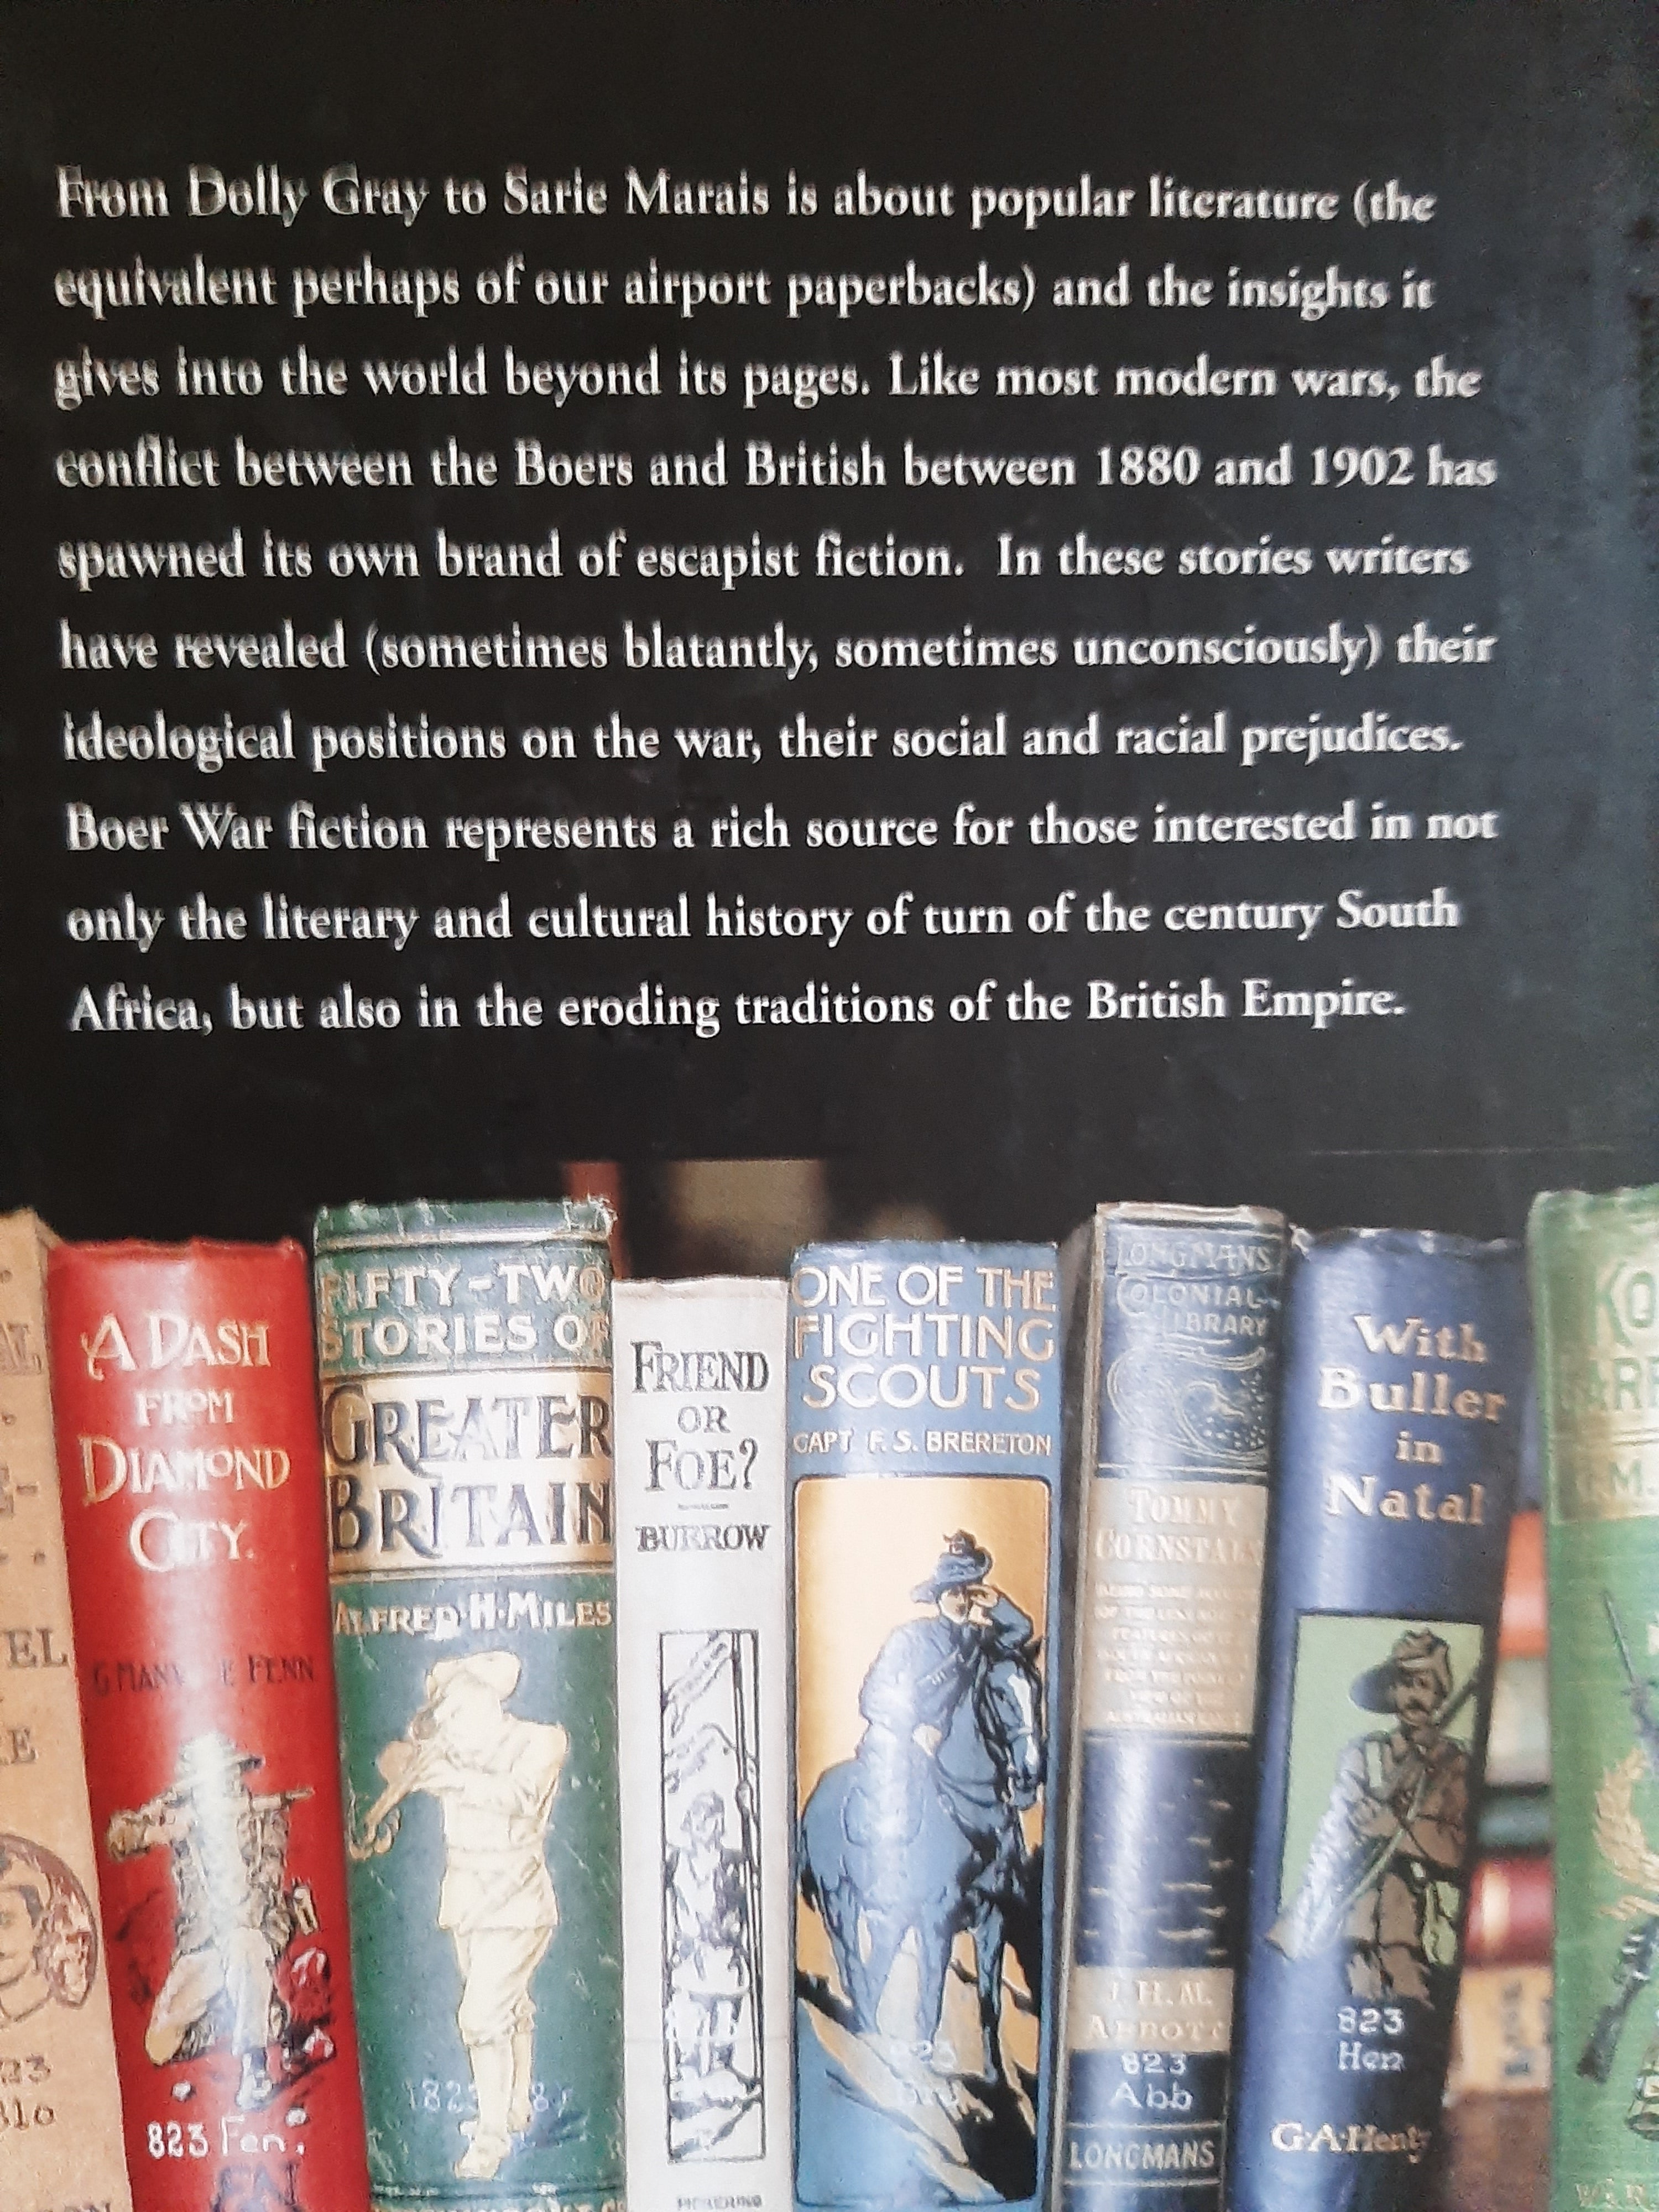 From Dolly Gray to Sarie Marais is about popular literature (the
equivalent perhaps of our airport paperbacks) and the insights it
gives into the world beyond its pages. Like most modern wars, the
conflict between the Boers and British between 1880 and 1902 has
spawned its own brand of escapist fiction. In these stories writers
have revealed (sometimes blatantly, sometimes unconsciously) their
ideological positions on the war, their social and racial prejudices.
Boer War fiction represents a rich source for those interested in not
only the literary and cultural history of turn of the century South
Africa, but also in the eroding traditions of the British Empire.
A DASH
FROM
DIAMOND
CITY.
FENN
823 Fen.
FIFTY-TWO
STORIES OF
GREATER
BRITAIN
ALFRED·H·MILES
FRIEND
OR
FOE?
BURROW
PICKERING
ONE OF THE
FIGHTING
SCOUTS
CAPT F. S. BRERETON
LONGMANS
COLONIAL
LIBRARY
TOMMY
CORNSTALK
J. H. M.
ABBOTT
823
Abb
LONGMANS
With
Buller
in
Natal
823
Hen
G·A·Henty